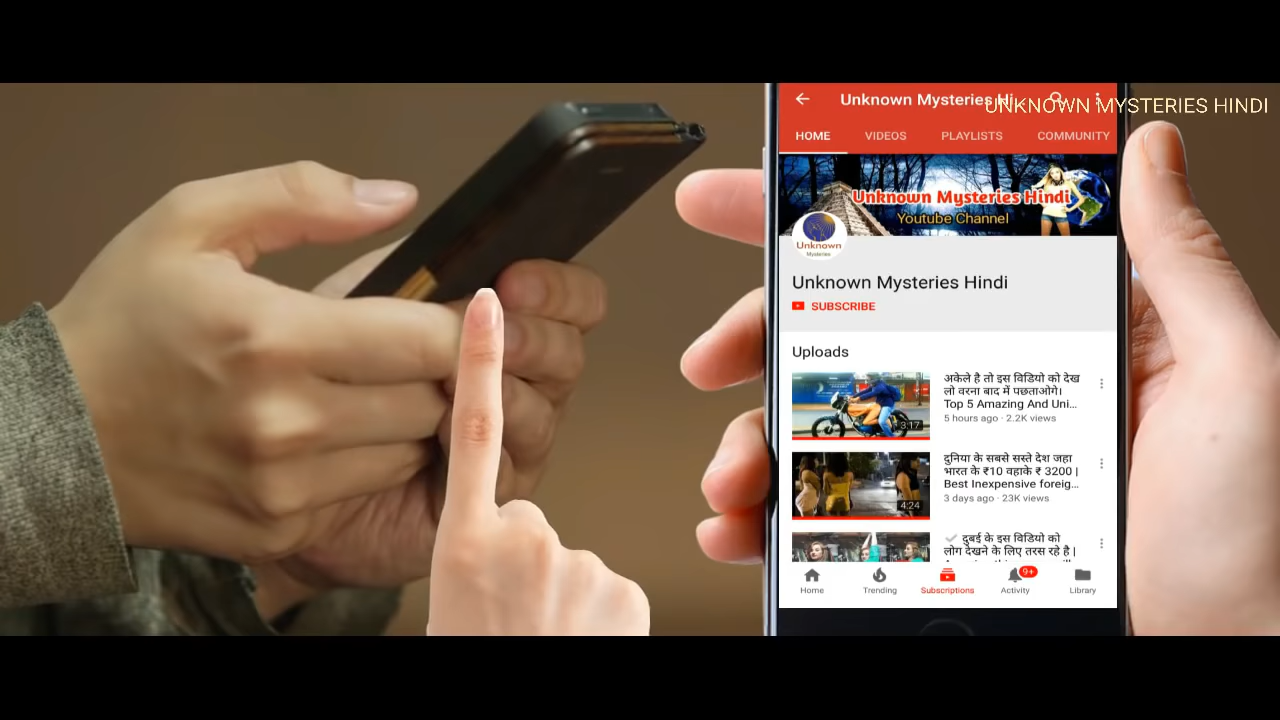 Unknown Mysteries Hi
UNKNOWN MYSTERIES HINDI
HOME VIDEOS PLAYLISTS COMMUNITY
Unknown Mysteries Hindi
Youtube Channel
Unknown
Mysteries
Unknown Mysteries Hindi
SUBSCRIBE
Uploads
अकेले है तो इस विडियो को देख
लो वरना बाद में पछताओगे।
Top 5 Amazing And Uni...
5 hours ago · 2.2K views
3:17
दुनिया के सबसे सस्ते देश जहा
भारत के ₹10 वहाके ₹ 3200 |
Best Inexpensive foreig...
3 days ago · 23K views
4:24
दुबई के इस विडियो को
लोग देखने के लिए तरस रहे है |
9+
Home Trending Subscriptions Activity Library